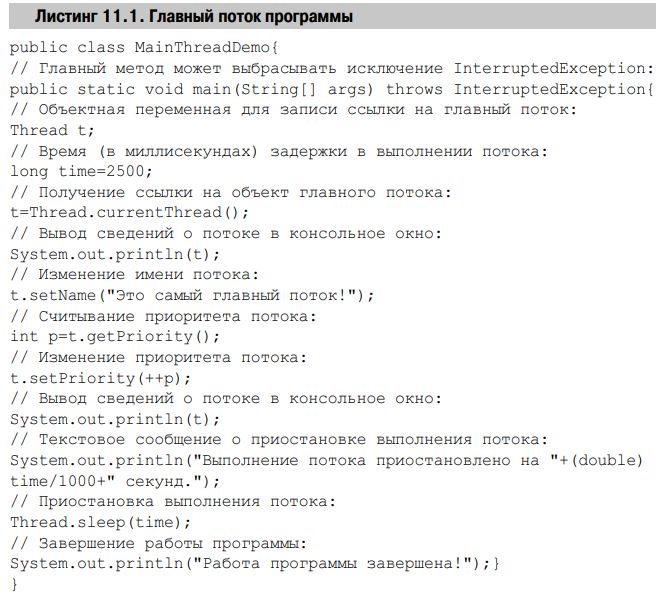 Листинг 11.1. Главный поток программы
public class MainThreadDemo{
// Главный метод может выбрасывать исключение InterruptedException:
public static void main(String[] args) throws InterruptedException{
// Объектная переменная для записи ссылки на главный поток:
Thread t;
// Время (в миллисекундах) задержки в выполнении потока:
long time=2500;
// Получение ссылки на объект главного потока:
t=Thread.currentThread();
// Вывод сведений о потоке в консольное окно:
System.out.println(t);
// Изменение имени потока:
t.setName("Это самый главный поток!");
// Считывание приоритета потока:
int p=t.getPriority();
// Изменение приоритета потока:
t.setPriority(++p);
// Вывод сведений о потоке в консольное окно:
System.out.println(t);
// Текстовое сообщение о приостановке выполнения потока:
System.out.println("Выполнение потока приостановлено на "+(double)
time/1000+" секунд.");
// Приостановка выполнения потока:
Thread.sleep(time);
// Завершение работы программы:
System.out.println("Работа программы завершена!");}
}